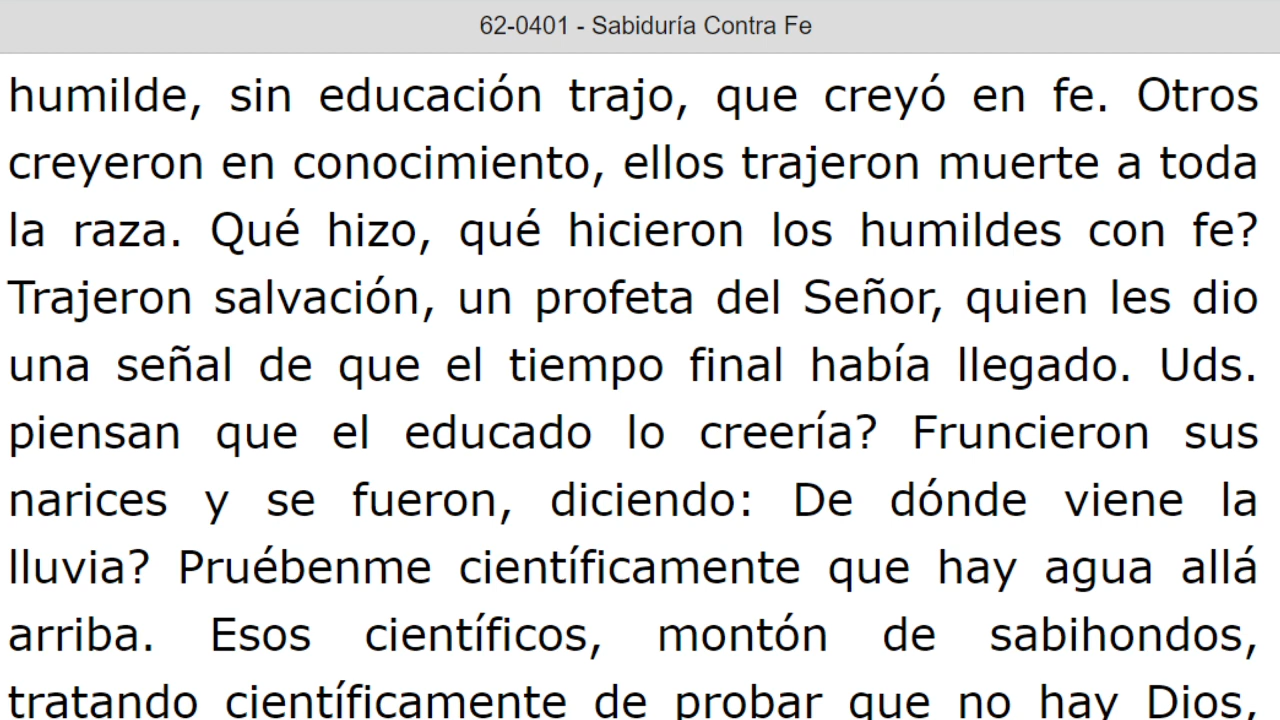 62-0401 - Sabiduría Contra Fe
humilde, sin educación trajo, que creyó en fe. Otros
creyeron en conocimiento, ellos trajeron muerte a toda
la raza. Qué hizo, qué hicieron los humildes con fe?
Trajeron salvación, un profeta del Señor, quien les dio
una señal de que el tiempo final había llegado. Uds.
piensan que el educado lo creería? Fruncieron sus
narices y se fueron, diciendo: De dónde viene la
lluvia? Pruébenme científicamente que hay agua allá
arriba. Esos científicos, montón de sabihondos,
tratando científicamente de probar que no hay Dios,